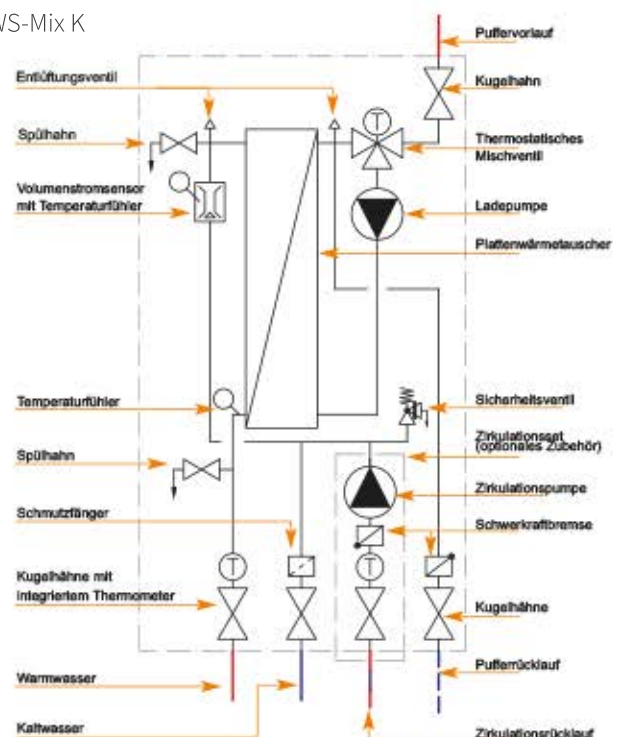 WS-Mix K
Puffervorlauf
Kugelhahn
Entlüftungsventil
Spülhahn
T
Thermostatisches
Mischventil
Volumenstromsensor
mit Temperaturfühler
Ladepumpe
Plattenwärmetauscher
Temperaturfühler
Sicherheitsventil
Zirkulationsset
(optionales Zubehör)
Spülhahn
Zirkulationspumpe
Schmutzfänger
Schwerkraftbremse
T
T
Kugelhähne mit
integriertem Thermometer
Kugelhähne
Warmwasser
Pufferrücklauf
Kaltwasser
Zirkulationsrücklauf